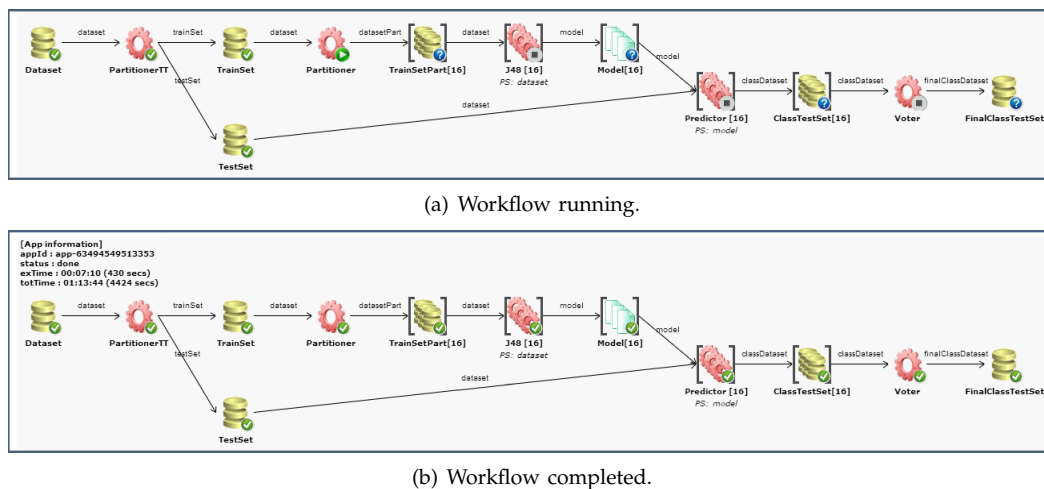 dataset
trainSet
dataset
datasetPart
dataset
model
Dataset
PartitionerTT
TrainSet
Partitioner
TrainSetPart[16]
J48 [16]
PS: dataset
Model[16]
testSet
model
dataset
classDataset
classDataset
finalClassDataset
TestSet
Predictor [16]
PS: model
ClassTestSet[16]
Voter
FinalClassTestSet
(a) Workflow running.
[App information]
appId : app-63494549513353
status : done
exTime : 00:07:10 (430 secs)
totTime : 01:13:44 (4424 secs)
dataset
trainSet
dataset
datasetPart
dataset
model
Dataset
PartitionerTT
TrainSet
Partitioner
TrainSetPart[16]
J48 [16]
PS: dataset
Model[16]
testSet
model
dataset
classDataset
classDataset
finalClassDataset
TestSet
Predictor [16]
PS: model
ClassTestSet[16]
Voter
FinalClassTestSet
(b) Workflow completed.